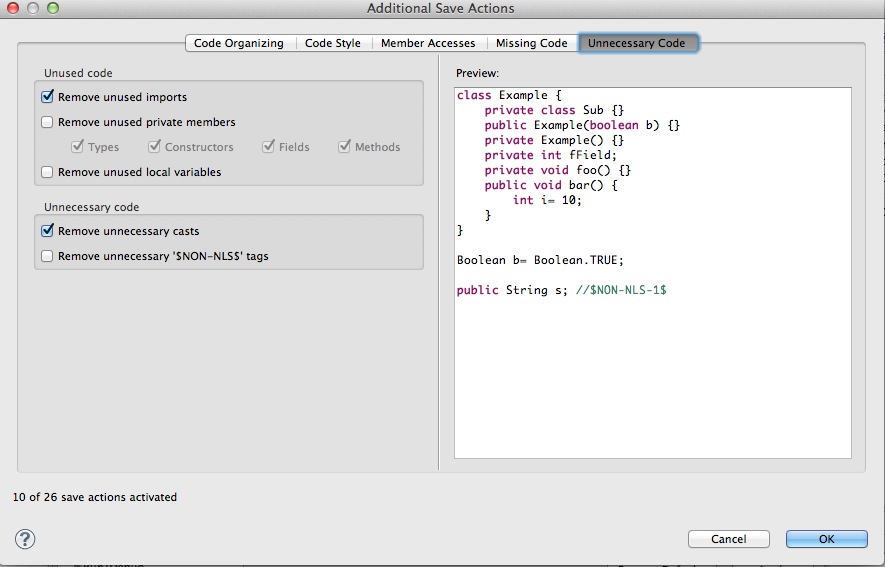 Additional Save Actions
Code Organizing Code Style Member Accesses Missing Code Unnecessary Code
Unused code
Remove unused imports
Remove unused private members
Types Constructors Fields Methods
Remove unused local variables
Unnecessary code
Remove unnecessary casts
Remove unnecessary '$NON-NLS$' tags
Preview:
class Example {
    private class Sub {}
    public Example(boolean b) {}
    private Example() {}
    private int fField;
    private void foo() {}
    public void bar() {
        int i= 10;
    }
}
Boolean b= Boolean.TRUE;
public String s; //$NON-NLS-1$
10 of 26 save actions activated
?
Cancel OK